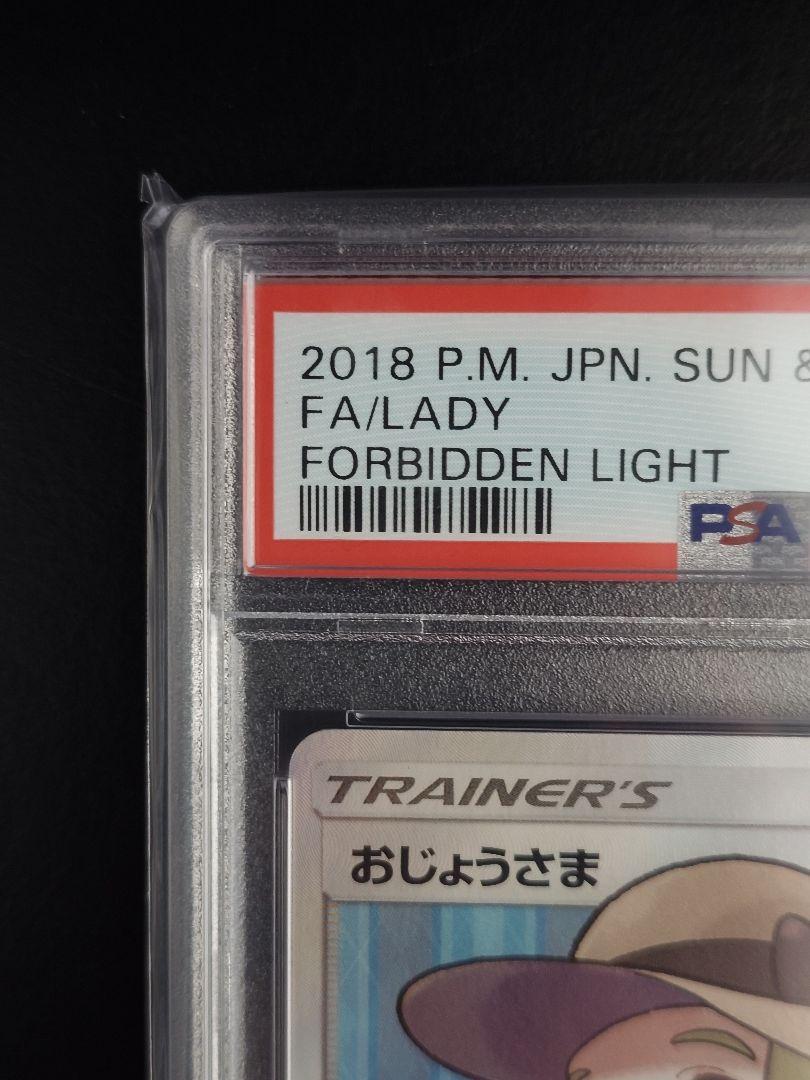 2018 P.M. JPN. SUN &
FA/LADY
FORBIDDEN LIGHT
PSA
TRAINER'S
おじょうさま